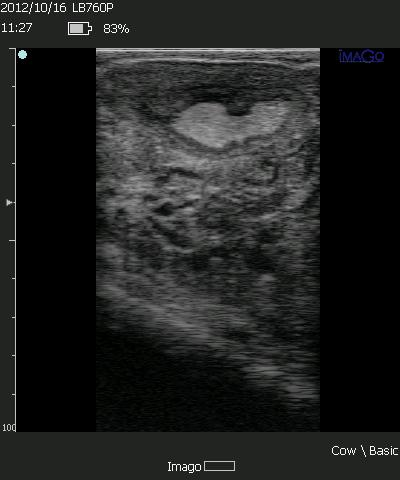 2012/10/16 LB760P
11:27 83%
iMAGO
100
Cow \ Basic
Imago